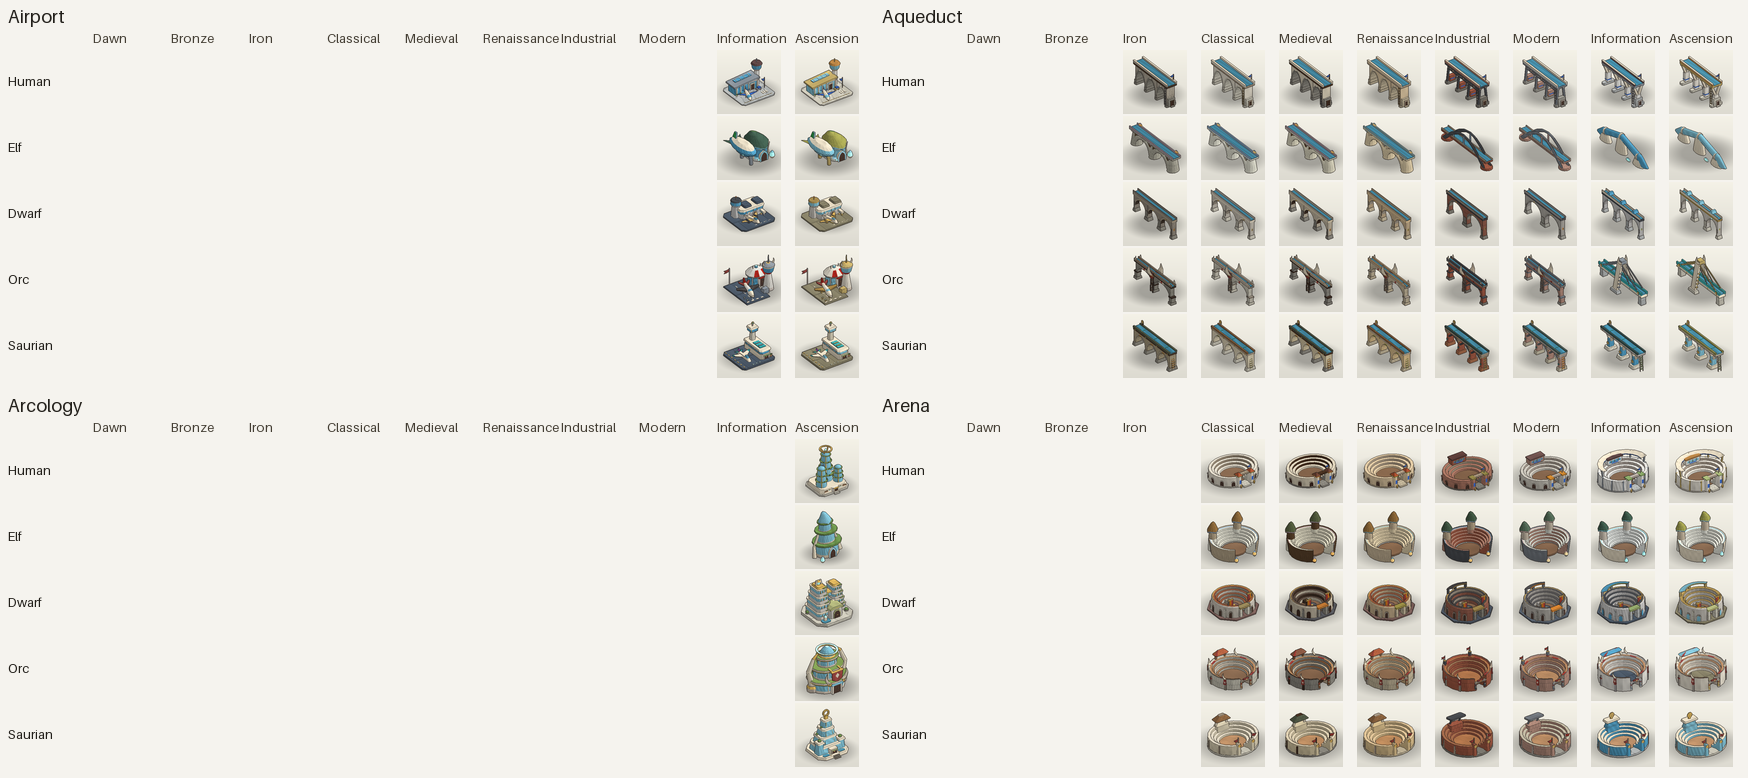 Airport
Dawn Bronze Iron Classical Medieval Renaissance Industrial Modern Information Ascension
Human
Elf
Dwarf
Orc
Saurian
Aqueduct
Dawn Bronze Iron Classical Medieval Renaissance Industrial Modern Information Ascension
Human
Elf
Dwarf
Orc
Saurian
Arcology
Dawn Bronze Iron Classical Medieval Renaissance Industrial Modern Information Ascension
Human
Elf
Dwarf
Orc
Saurian
Arena
Dawn Bronze Iron Classical Medieval Renaissance Industrial Modern Information Ascension
Human
Elf
Dwarf
Orc
Saurian